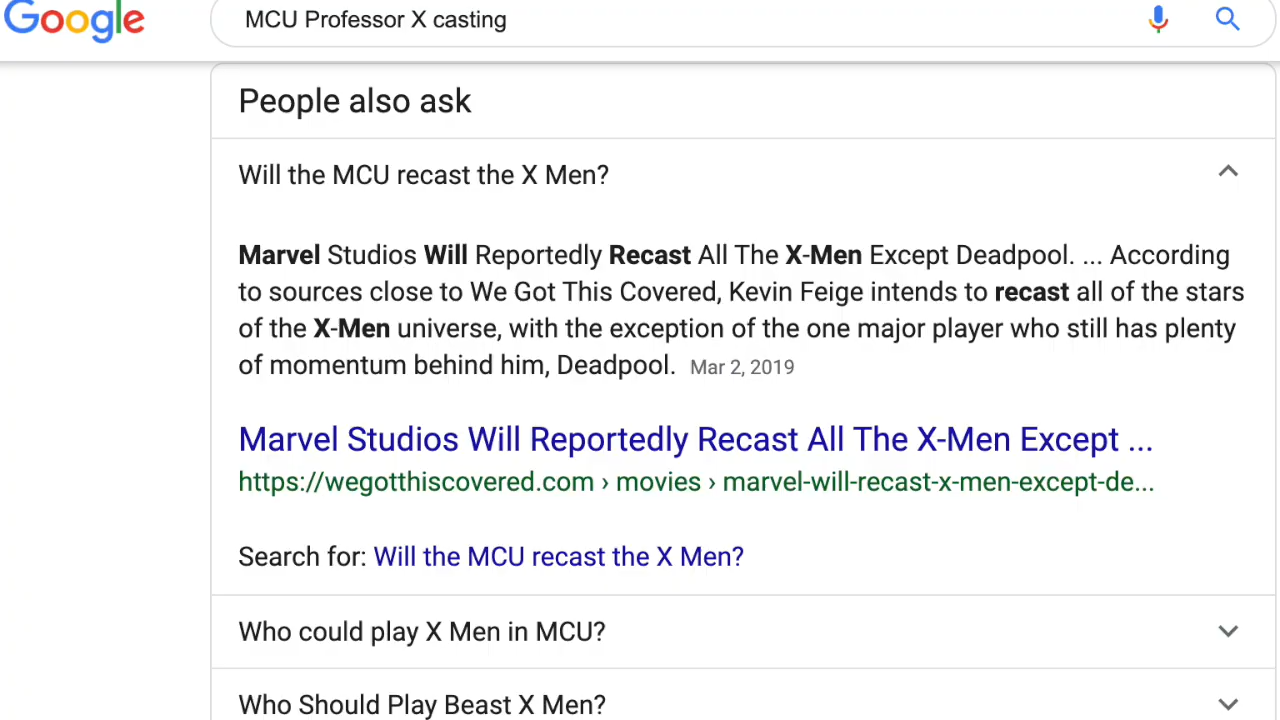 Google
MCU Professor X casting
People also ask
Will the MCU recast the X Men?
Marvel Studios Will Reportedly Recast All The X-Men Except Deadpool. ... According
to sources close to We Got This Covered, Kevin Feige intends to recast all of the stars
of the X-Men universe, with the exception of the one major player who still has plenty
of momentum behind him, Deadpool. Mar 2, 2019
Marvel Studios Will Reportedly Recast All The X-Men Except ...
https://wegotthiscovered.com › movies › marvel-will-recast-x-men-except-de...
Search for: Will the MCU recast the X Men?
Who could play X Men in MCU?
Who Should Play Beast X Men?